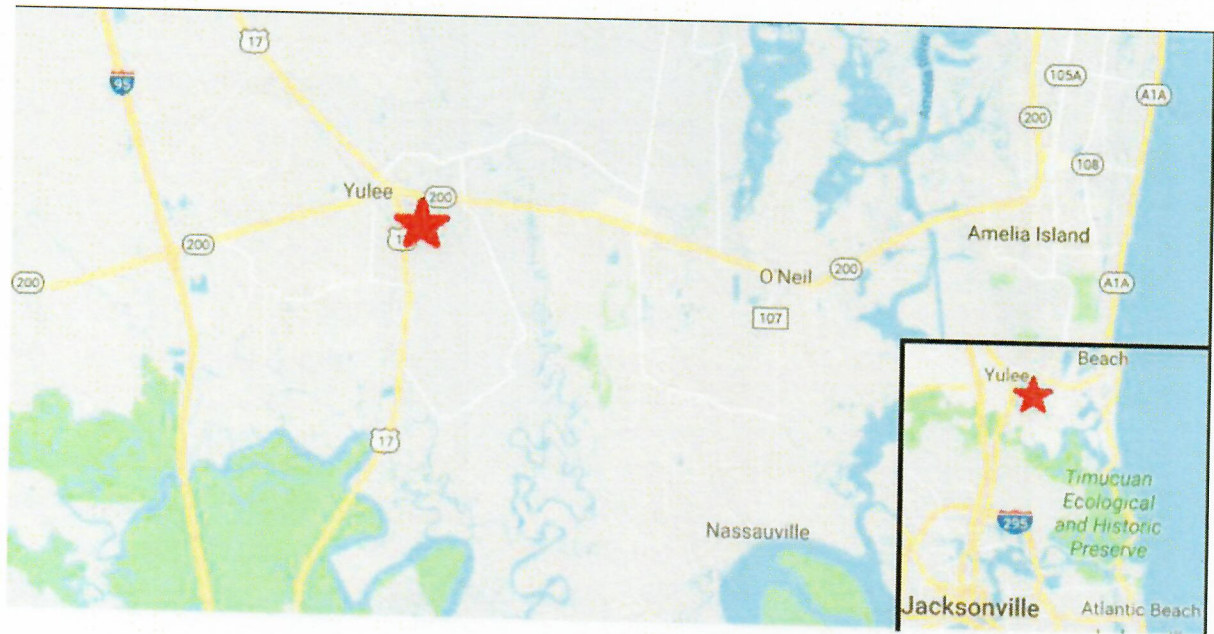 17
95
105A
A1A
200
108
Yulee
200
200
Amelia Island
200
O'Neil
200
A1A
107
Beach
Yulee
17
Timucuan
Ecological
and Historic
Preserve
295
Nassauville
Jacksonville
Atlantic Beach